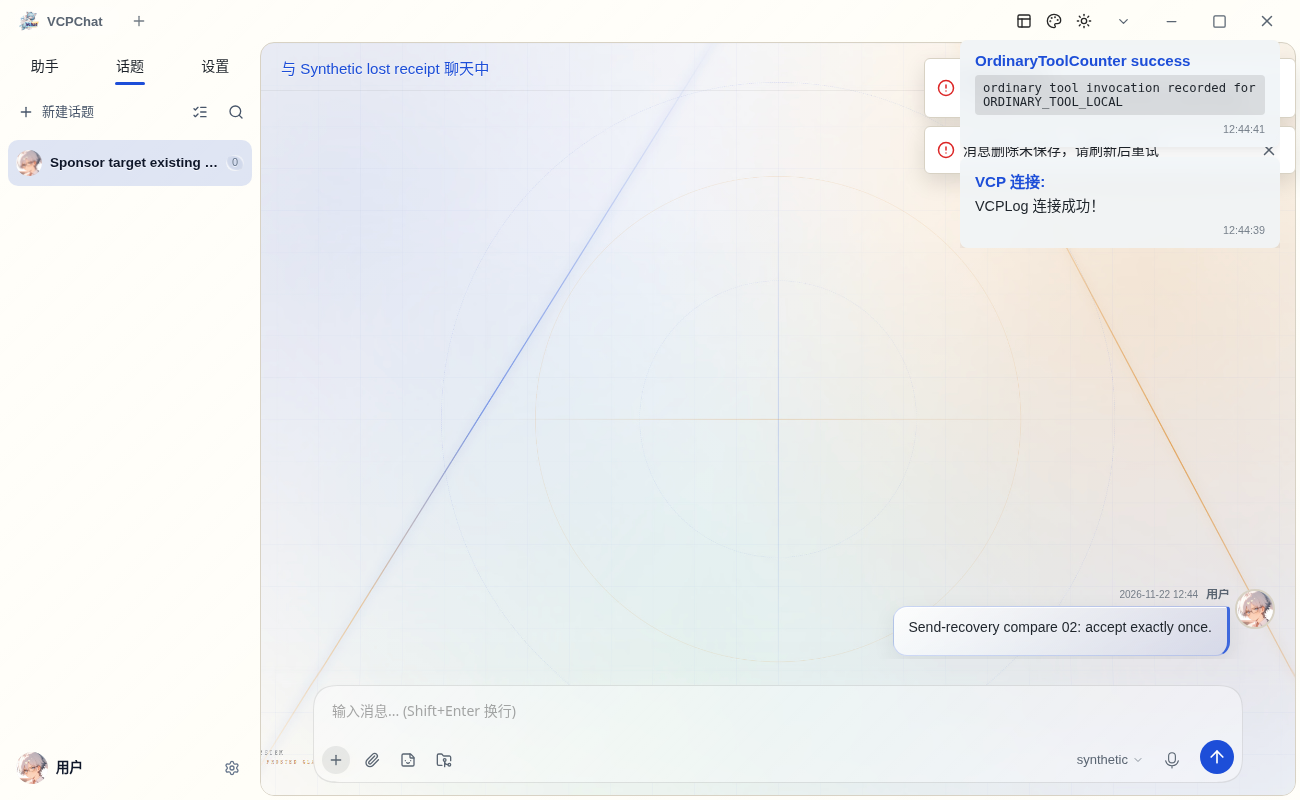 VCPChat
助手
话题
设置
新建话题
Sponsor target existing ...
0
与 Synthetic lost receipt 聊天中
OrdinaryToolCounter success
ordinary tool invocation recorded for
ORDINARY_TOOL_LOCAL
12:44:41
消息删除未保存，请刷新后重试
VCP 连接:
VCPLog 连接成功!
12:44:39
2026-11-22 12:44 用户
Send-recovery compare 02: accept exactly once.
输入消息... (Shift+Enter 换行)
synthetic
用户